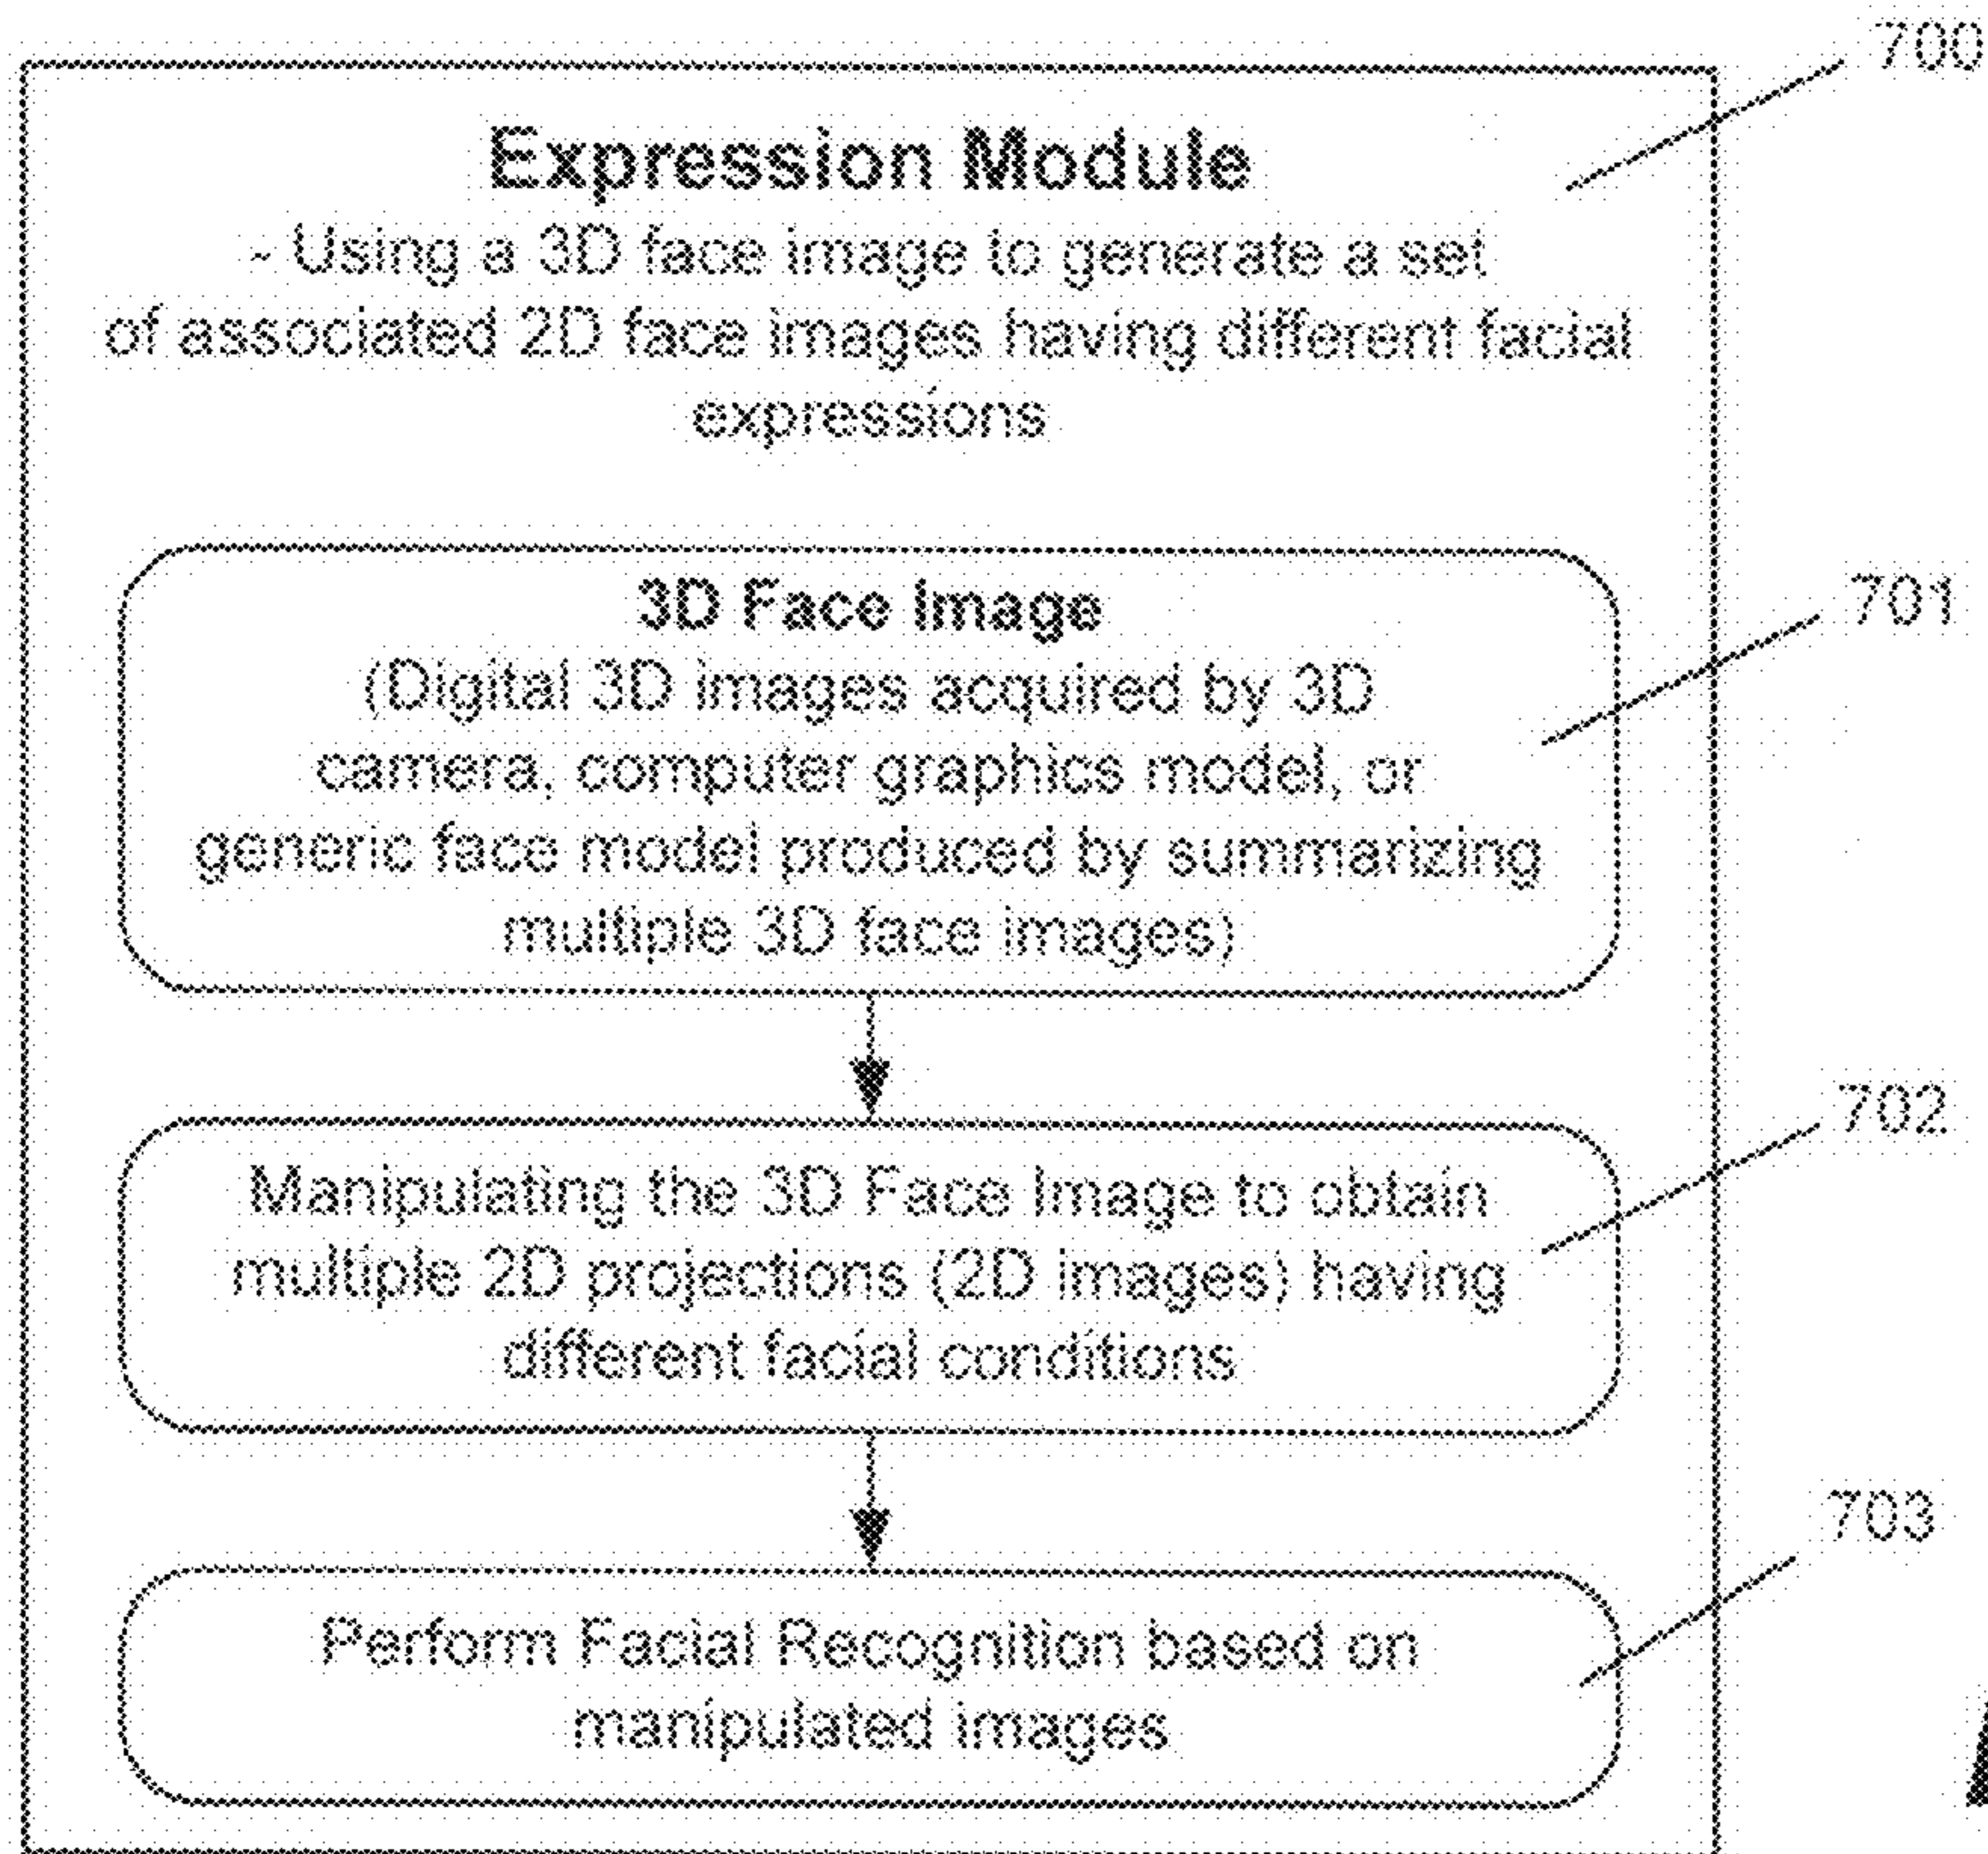 700
Expression Module
- Using a 3D face image to generate a set
of associated 2D face images having different facial
expressions
3D Face Image
(Digital 3D images acquired by 3D
camera, computer graphics model, or
generic face model produced by summarizing
multiple 3D face images)
701
Manipulating the 3D Face Image to obtain
multiple 2D projections (2D images) having
different facial conditions
702
Perform Facial Recognition based on
manipulated images
703